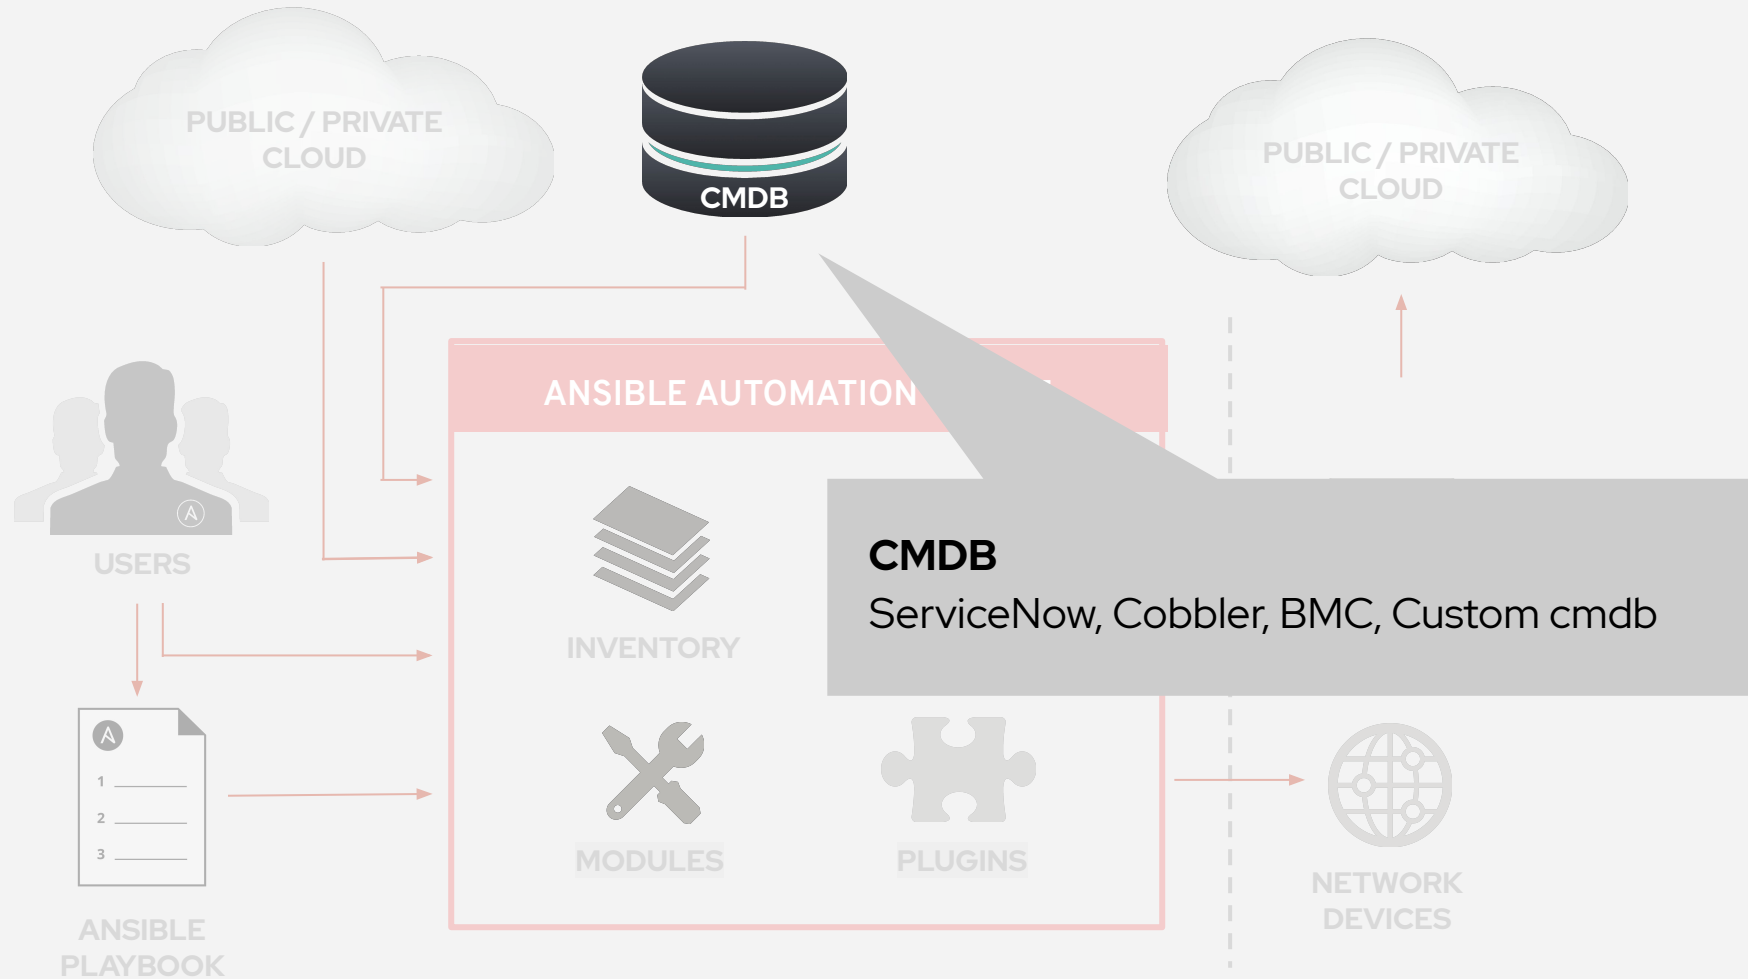 PUBLIC / PRIVATE
CLOUD
CMDB
PUBLIC / PRIVATE
CLOUD
ANSIBLE AUTOMATION
USERS
CMDB
ServiceNow, Cobbler, BMC, Custom cmdb
INVENTORY
1
2
3
MODULES
PLUGINS
NETWORK
DEVICES
ANSIBLE
PLAYBOOK